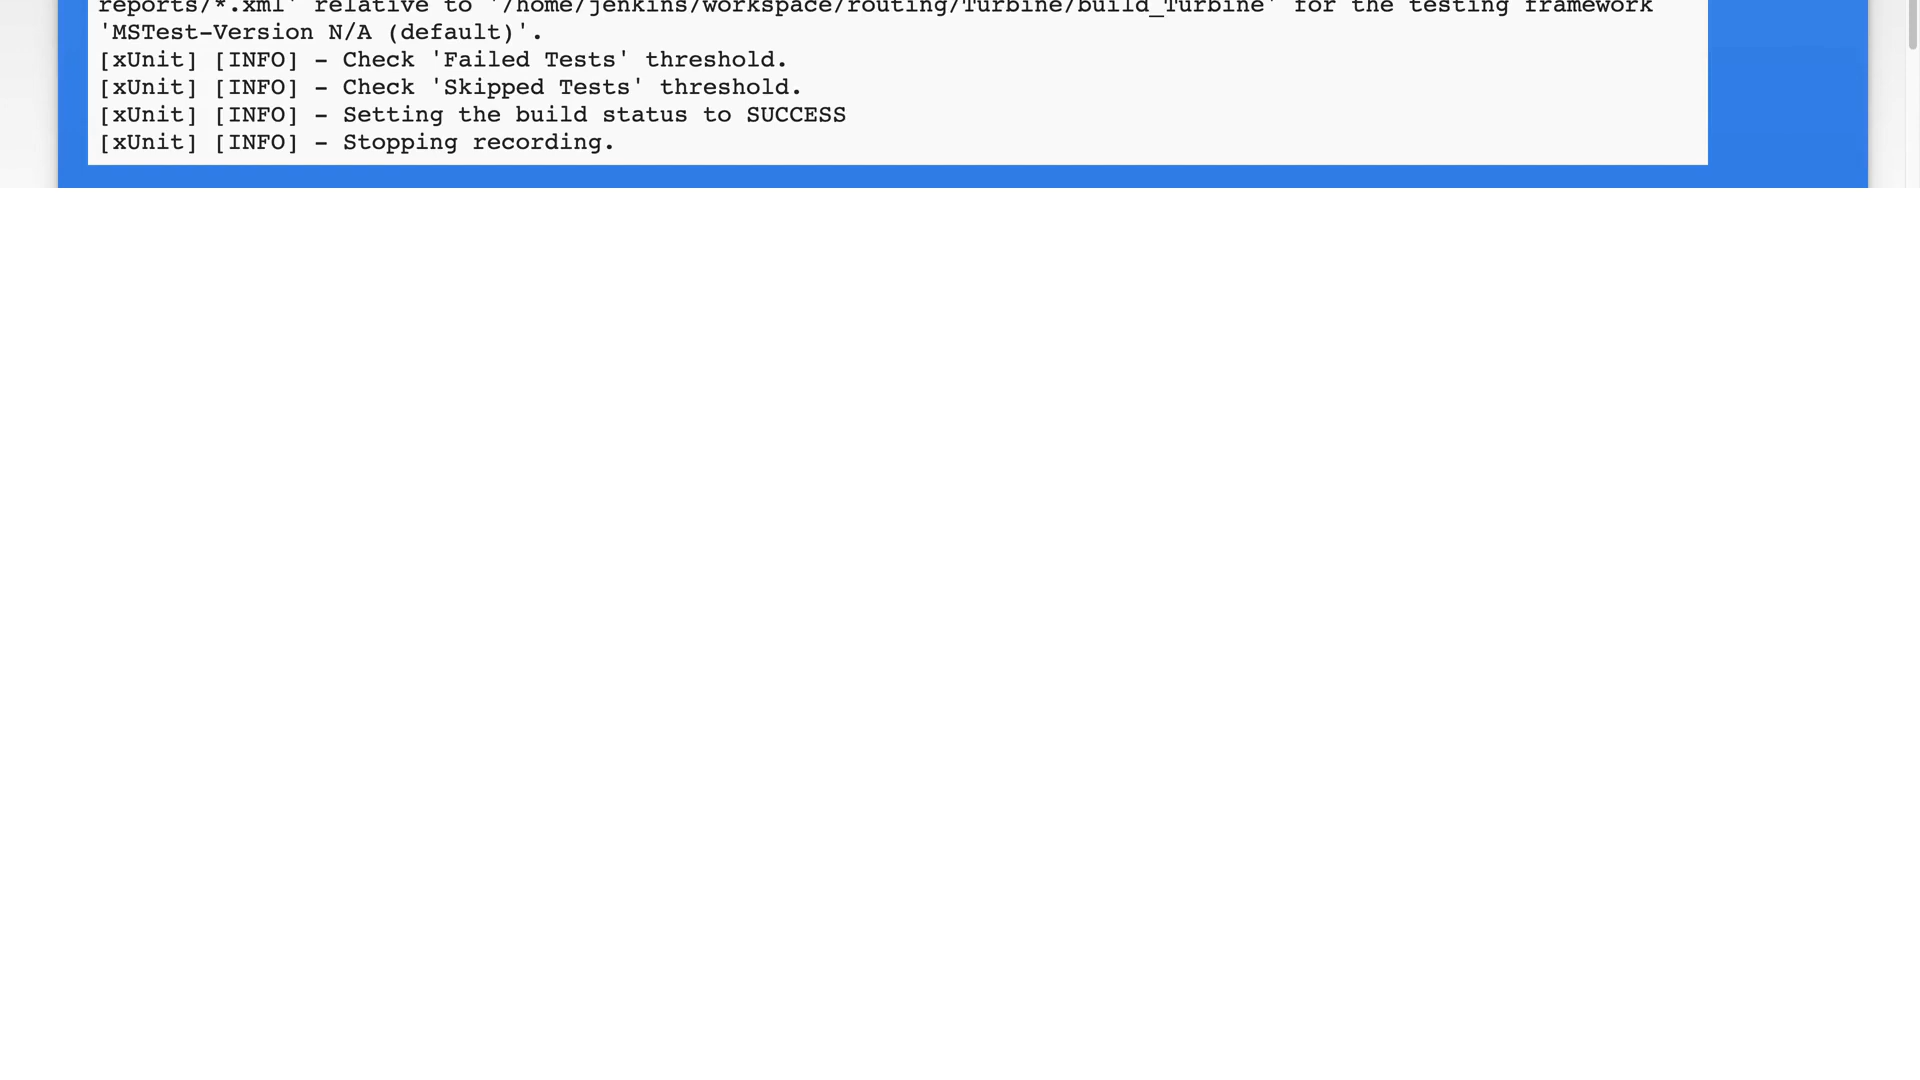 reports/*.xml' relative to '/home/jenkins/workspace/routing/Turbine/build_Turbine' for the testing framework
'MSTest-Version N/A (default)'.
[xUnit] [INFO] - Check 'Failed Tests' threshold.
[xUnit] [INFO] - Check 'Skipped Tests' threshold.
[xUnit] [INFO] - Setting the build status to SUCCESS
[xUnit] [INFO] - Stopping recording.